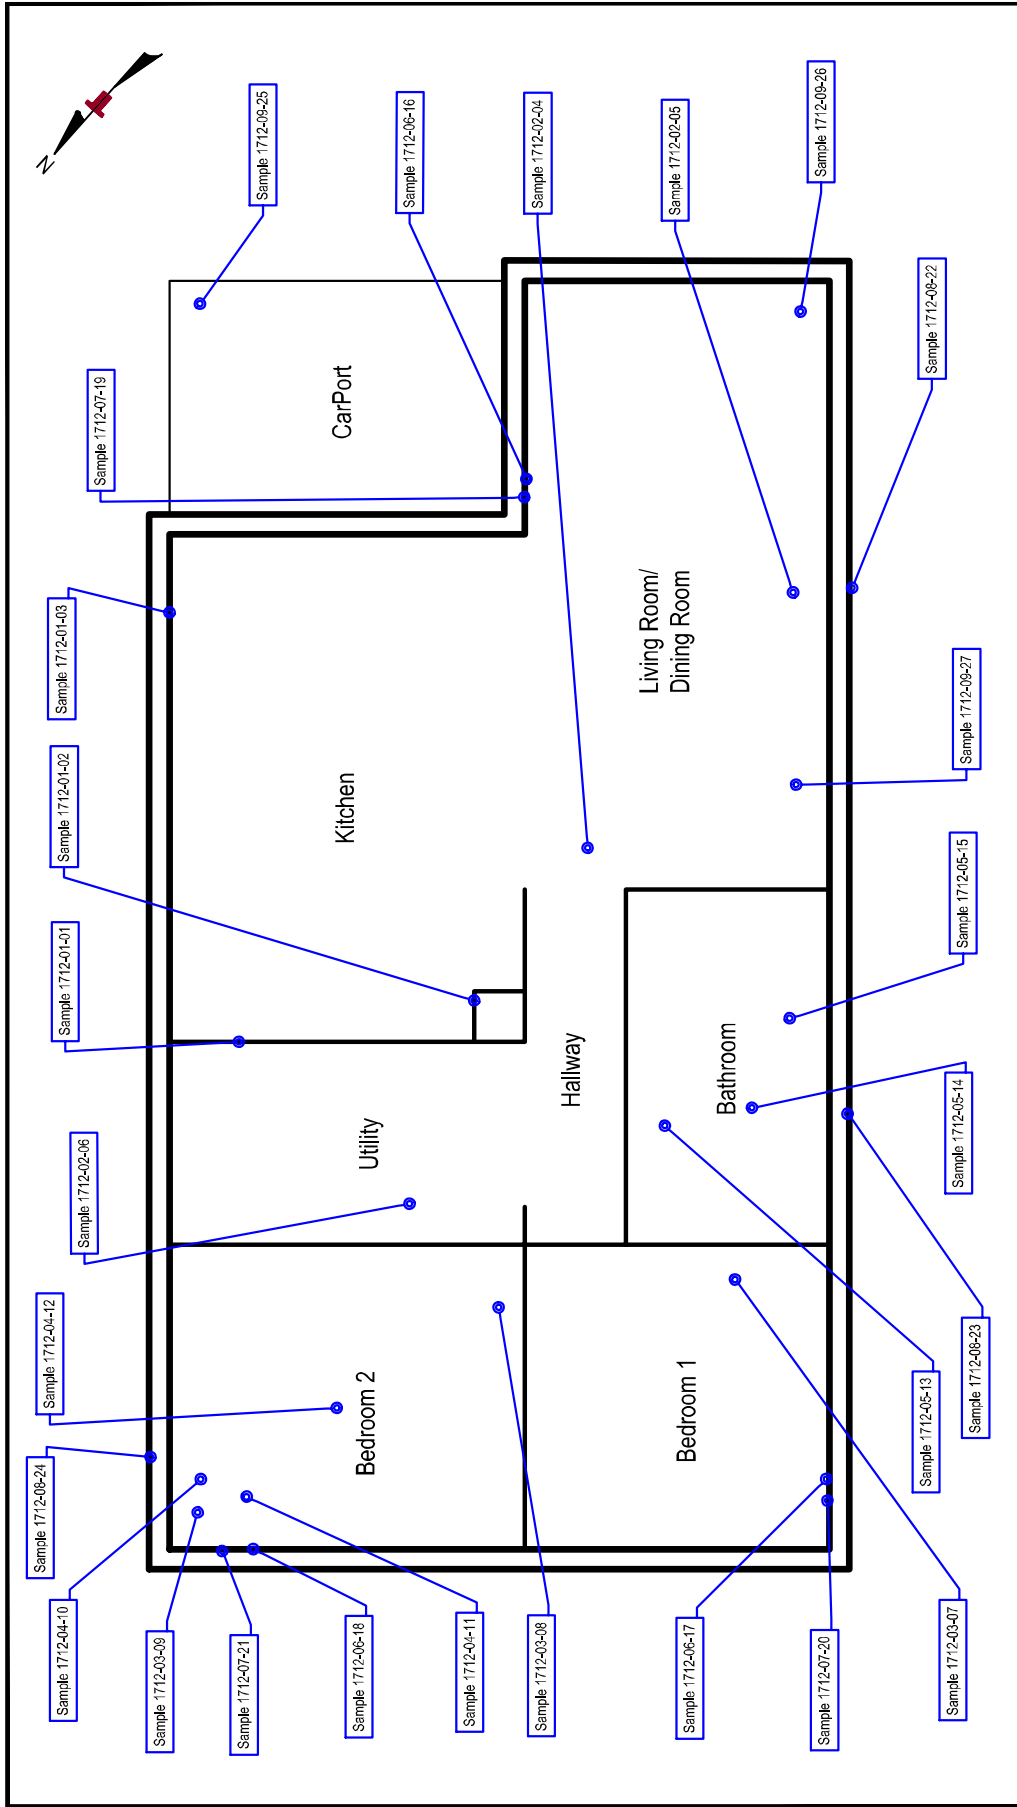 N
Sample 1712-08-24
Sample 1712-04-10
Sample 1712-03-09
Sample 1712-07-21
Sample 1712-06-18
Sample 1712-04-11
Sample 1712-03-08
Sample 1712-06-17
Sample 1712-07-20
Sample 1712-03-07
Sample 1712-04-12
Sample 1712-02-06
Sample 1712-01-01
Sample 1712-01-02
Sample 1712-01-03
Sample 1712-07-19
Sample 1712-09-25
Sample 1712-06-16
Sample 1712-02-04
Sample 1712-02-05
Sample 1712-09-26
Sample 1712-08-22
Sample 1712-09-27
Sample 1712-05-15
Sample 1712-05-14
Sample 1712-08-23
Sample 1712-05-13
Bedroom 2
Bedroom 1
Utility
Hallway
Bathroom
Kitchen
Living Room/
Dining Room
CarPort